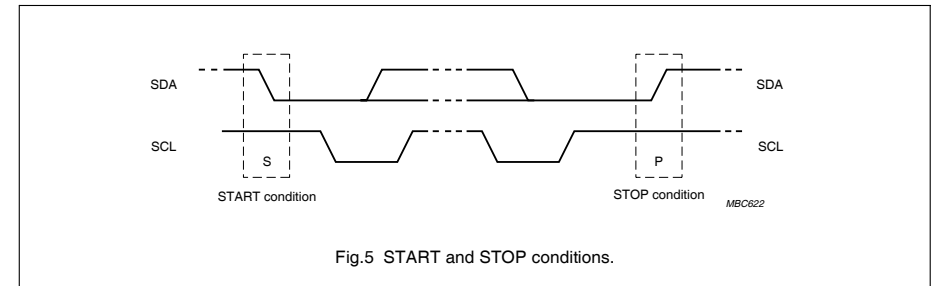 SDA
SDA
SCL
SCL
S
P
START condition
STOP condition
MBC622
Fig.5 START and STOP conditions.